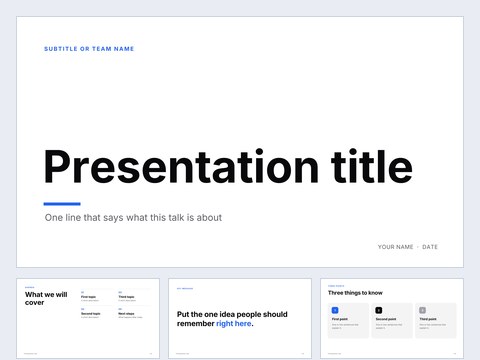 SUBTITLE OR TEAM NAME
Presentation title
One line that says what this talk is about
YOUR NAME · DATE
What we will
cover
First topic
Third topic
Second topic
Next steps
Put the one idea people should
remember right here.
Three things to know
First point
Second point
Third point